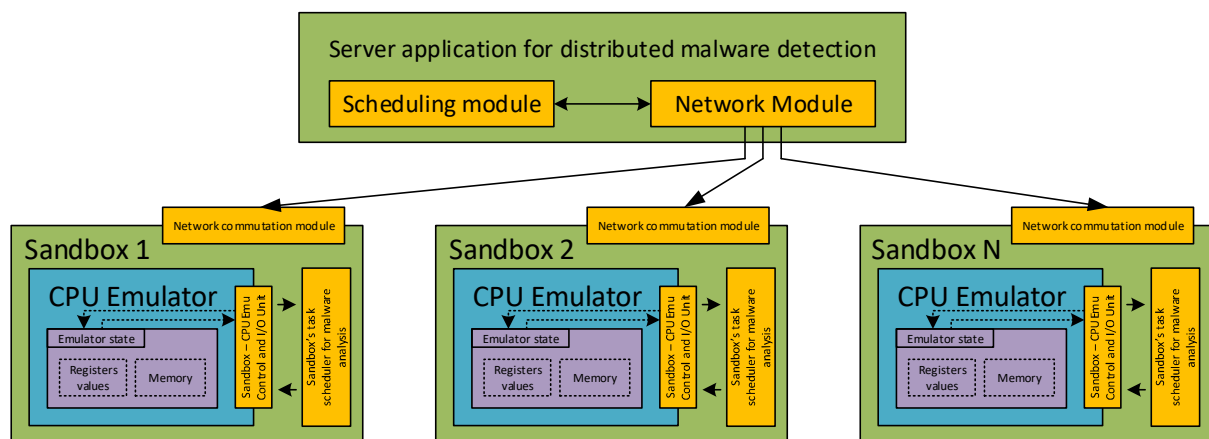 Server application for distributed malware detection
Scheduling module
Network Module
Network commutation module
Sandbox 1
CPU Emulator
Emulator state
Registers
values
Memory
Sandbox – CPU Emu
Control and I/O Unit
Sandbox's task
scheduler for malware
analysis
Network commutation module
Sandbox 2
CPU Emulator
Emulator state
Registers
values
Memory
Sandbox – CPU Emu
Control and I/O Unit
Sandbox's task
scheduler for malware
analysis
Network commutation module
Sandbox N
CPU Emulator
Emulator state
Registers
values
Memory
Sandbox – CPU Emu
Control and I/O Unit
Sandbox's task
scheduler for malware
analysis